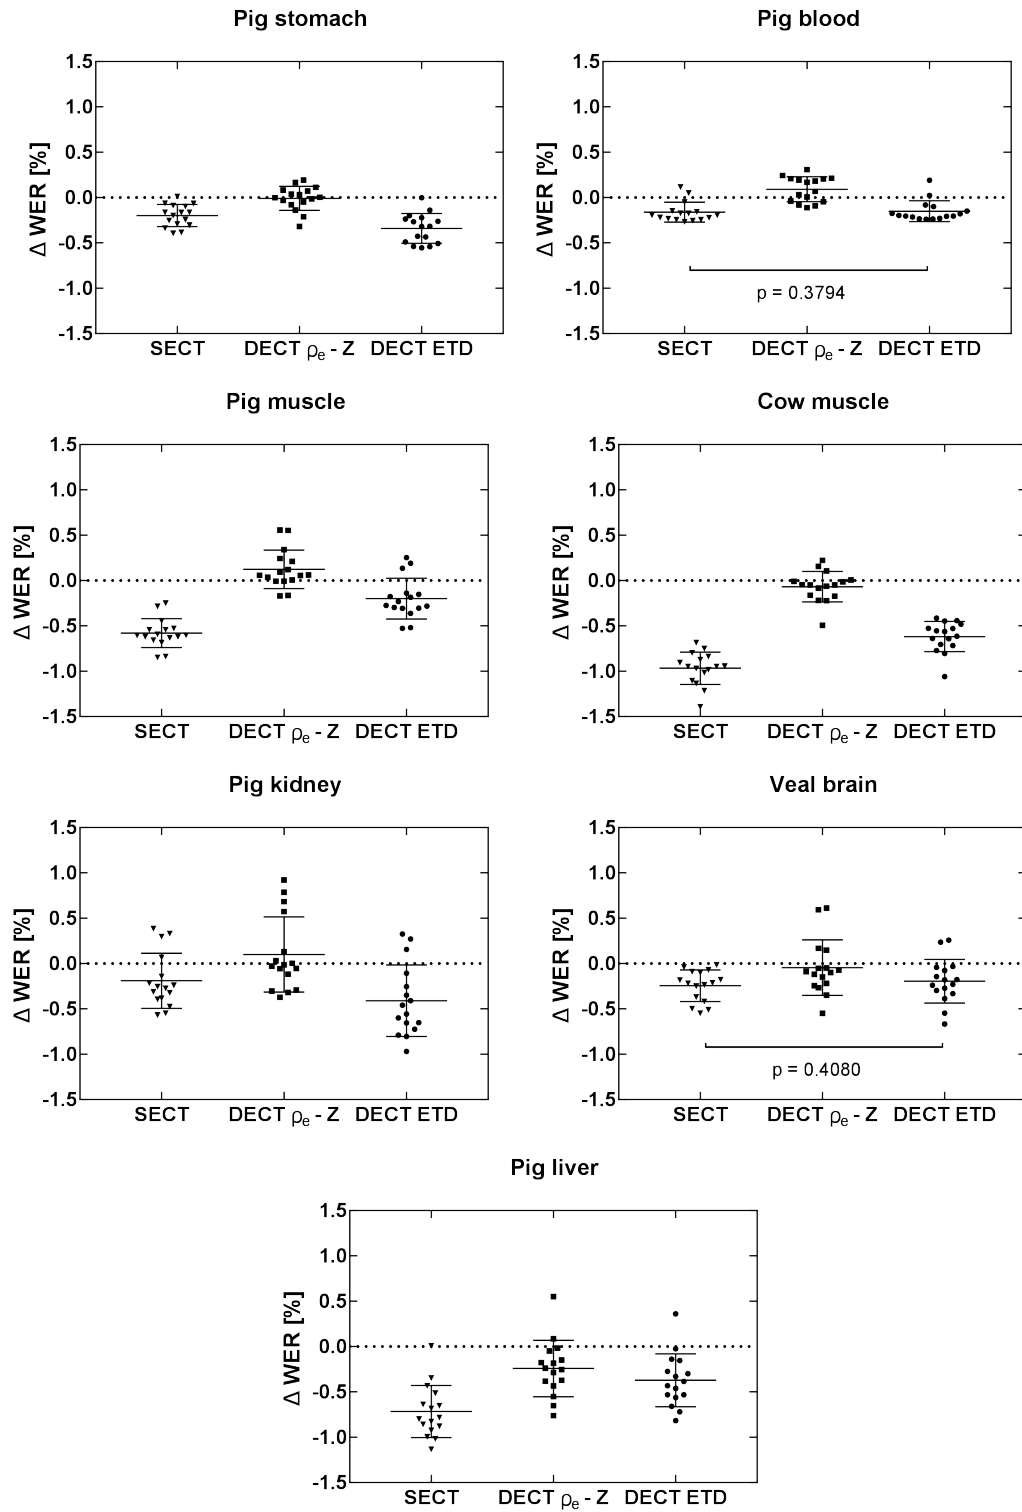 Pig stomach
Δ WER [%]
1.5
1.0
0.5
0.0
-0.5
-1.0
-1.5
SECT DECT ρe - Z DECT ETD
Pig blood
Δ WER [%]
1.5
1.0
0.5
0.0
-0.5
-1.0
-1.5
p = 0.3794
SECT DECT ρe - Z DECT ETD
Pig muscle
Δ WER [%]
1.5
1.0
0.5
0.0
-0.5
-1.0
-1.5
SECT DECT ρe - Z DECT ETD
Cow muscle
Δ WER [%]
1.5
1.0
0.5
0.0
-0.5
-1.0
-1.5
SECT DECT ρe - Z DECT ETD
Pig kidney
Δ WER [%]
1.5
1.0
0.5
0.0
-0.5
-1.0
-1.5
SECT DECT ρe - Z DECT ETD
Veal brain
Δ WER [%]
1.5
1.0
0.5
0.0
-0.5
-1.0
-1.5
p = 0.4080
SECT DECT ρe - Z DECT ETD
Pig liver
Δ WER [%]
1.5
1.0
0.5
0.0
-0.5
-1.0
-1.5
SECT DECT ρe - Z DECT ETD